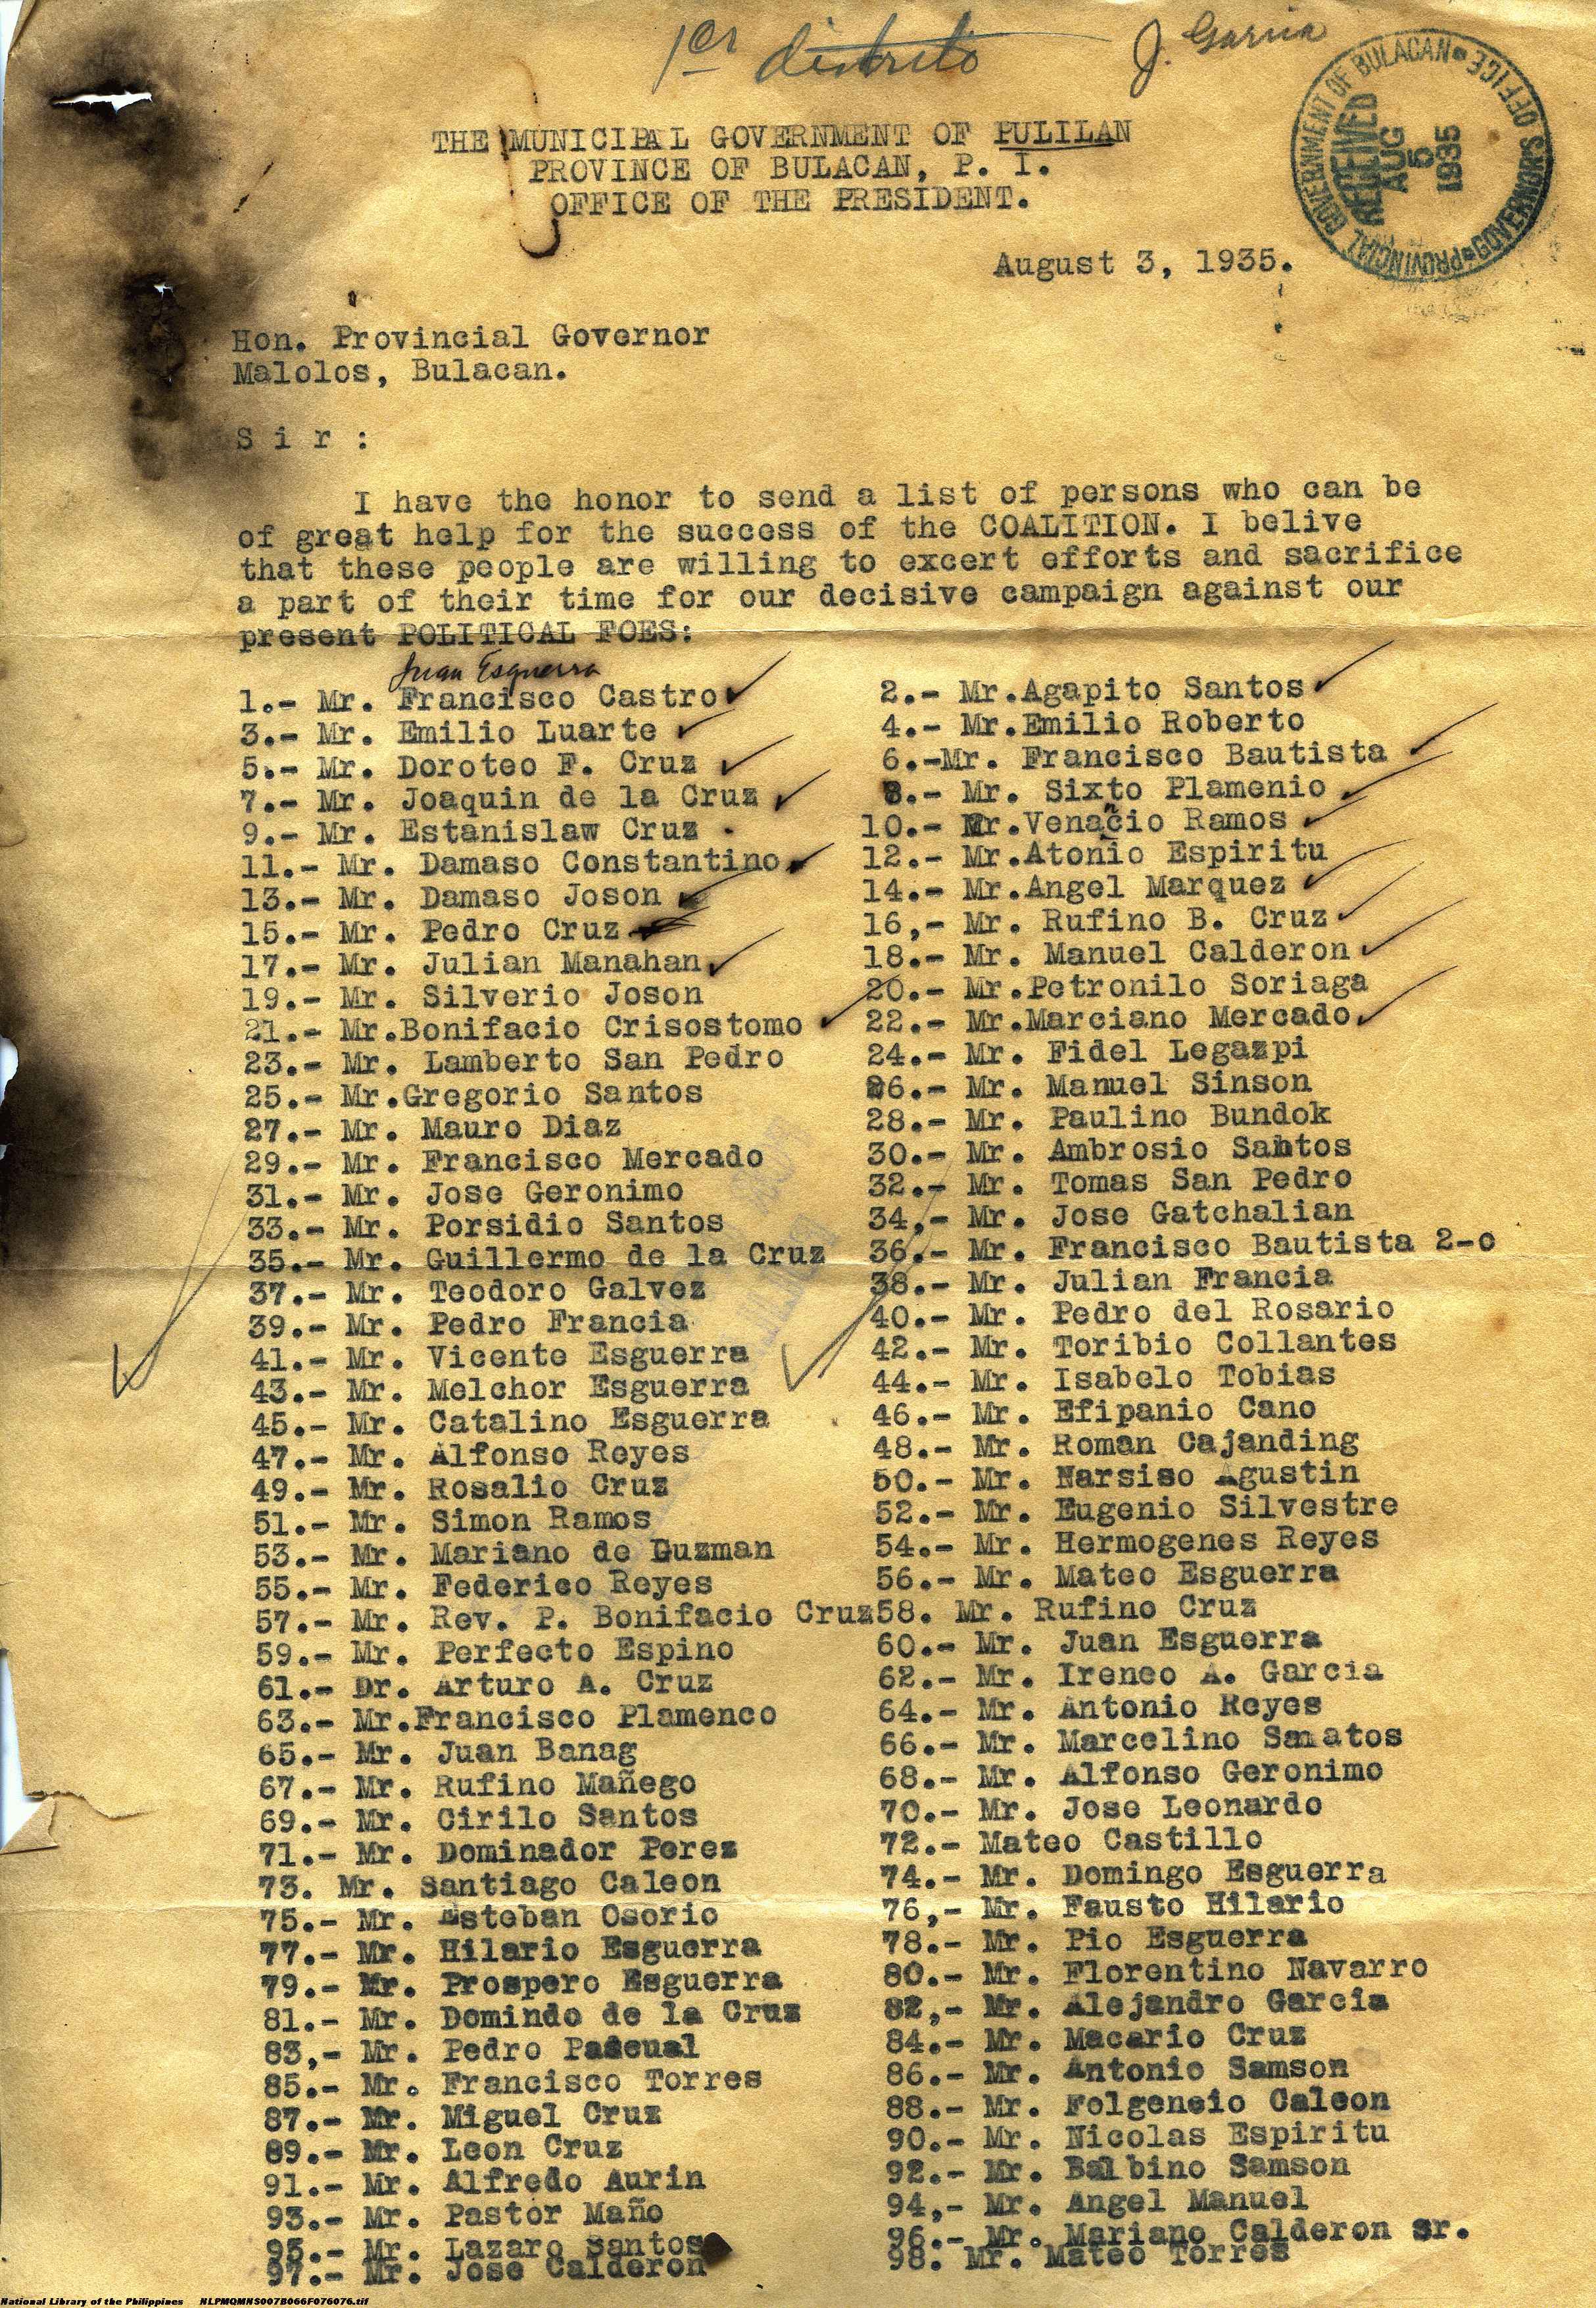 1er distrito J. Garcia
PROVINCIAL GOVERNMENT OF BULACAN GOVERNOR'S OFFICE
RECEIVED
AUG
5
1935
THE MUNICIPAL GOVERNMENT OF PULILAN
PROVINCE OF BULACAN, P. I.
OFFICE OF THE PRESIDENT.
August 3, 1935.
Hon. Provincial Governor
Malolos, Bulacan.
S i r :
I have the honor to send a list of persons who can be
of great help for the success of the COALITION. I belive
that these people are willing to excert efforts and sacrifice
a part of their time for our decisive campaign against our
present POLITICAL FOES:
Juan Esguerra
1.- Mr. Francisco Castro 2.- Mr.Agapito Santos
3.- Mr. Emilio Luarte 4.- Mr.Emilio Roberto
5.- Mr. Doroteo F. Cruz 6.-Mr. Francisco Bautista
7.- Mr. Joaquin de la Cruz 8.- Mr. Sixto Plamenio
9.- Mr. Estanislaw Cruz 10.- Mr.Venancio Ramos
11.- Mr. Damaso Constantino 12.- Mr.Atonio Espiritu
13.- Mr. Damaso Joson 14.- Mr.Angel Marquez
15.- Mr. Pedro Cruz 16,- Mr. Rufino B. Cruz
17.- Mr. Julian Manahan 18.- Mr. Manuel Calderon
19.- Mr. Silverio Joson 20.- Mr.Petronilo Soriaga
21.- Mr.Bonifacio Crisostomo 22.- Mr.Marciano Mercado
23.- Mr. Lamberto San Pedro 24.- Mr. Fidel Legazpi
25.- Mr.Gregorio Santos 26.- Mr. Manuel Sinson
27.- Mr. Mauro Diaz 28.- Mr. Paulino Bundok
29.- Mr. Francisco Mercado 30.- Mr. Ambrosio Santos
31.- Mr. Jose Geronimo 32.- Mr. Tomas San Pedro
33.- Mr. Porsidio Santos 34,- Mr. Jose Gatchalian
35.- Mr. Guillermo de la Cruz 36.- Mr. Francisco Bautista 2-o
37.- Mr. Teodoro Galvez 38.- Mr. Julian Francia
39.- Mr. Pedro Francia 40.- Mr. Pedro del Rosario
41.- Mr. Vicente Esguerra 42.- Mr. Toribio Collantes
43.- Mr. Melchor Esguerra 44.- Mr. Isabelo Tobias
45.- Mr. Catalino Esguerra 46.- Mr. Efipanio Cano
47.- Mr. Alfonso Reyes 48.- Mr. Roman Cajanding
49.- Mr. Rosalio Cruz 50.- Mr. Narsiso Agustin
51.- Mr. Simon Ramos 52.- Mr. Eugenio Silvestre
53.- Mr. Mariano de Guzman 54.- Mr. Hermogenes Reyes
55.- Mr. Federico Reyes 56.- Mr. Mateo Esguerra
57.- Mr. Rev. P. Bonifacio Cruz 58. Mr. Rufino Cruz
59.- Mr. Perfecto Espino 60.- Mr. Juan Esguerra
61.- Dr. Arturo A. Cruz 62.- Mr. Ireneo A. Garcia
63.- Mr.Francisco Plamenco 64.- Mr. Antonio Reyes
65.- Mr. Juan Banag 66.- Mr. Marcelino Smatos
67.- Mr. Rufino Mañego 68.- Mr. Alfonso Geronimo
69.- Mr. Cirilo Santos 70.- Mr. Jose Leonardo
71.- Mr. Dominador Perez 72.- Mateo Castillo
73. Mr. Santiago Caleon 74.- Mr. Domingo Esguerra
75.- Mr. Esteban Osorio 76,- Mr. Fausto Hilario
77.- Mr. Hilario Esguerra 78.- Mr. Pio Esguerra
79.- Mr. Prospero Esguerra 80.- Mr. Florentino Navarro
81.- Mr. Domindo de la Cruz 82,- Mr. Alejandro Garcia
83,- Mr. Pedro Pascual 84.- Mr. Macario Cruz
85.- Mr. Francisco Torres 86.- Mr. Antonio Samson
87.- Mr. Miguel Cruz 88.- Mr. Folgencio Caleon
89.- Mr. Leon Cruz 90.- Mr. Nicolas Espiritu
91.- Mr. Alfredo Aurin 92.- Mr. Balbino Samson
93.- Mr. Pastor Maño 94,- Mr. Angel Manuel
95.- Mr. Lazaro Santos 96.- Mr. Mariano Calderon sr.
97.- Mr. Jose Calderon 98. Mr. Mateo Torres
National Library of the Philippines NLPMQMNS007B066F076076.tif